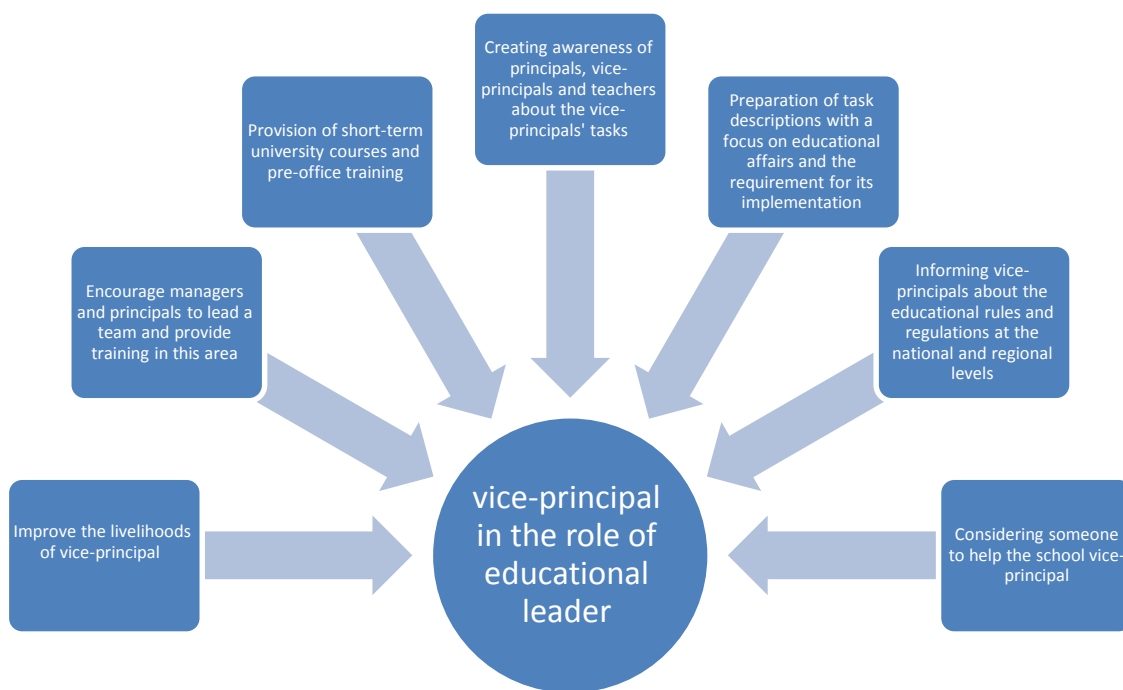 Creating awareness of
principals, vice-
principals and teachers
about the vice-
principals' tasks
Provision of short-term
university courses and
pre-office training
Preparation of task
descriptions with a
focus on educational
affairs and the
requirement for its
implementation
Encourage managers
and principals to lead a
team and provide
training in this area
Informing vice-
principals about the
educational rules and
regulations at the
national and regional
levels
Improve the livelihoods
of vice-principal
vice-principal
in the role of
educational
leader
Considering someone
to help the school vice-
principal